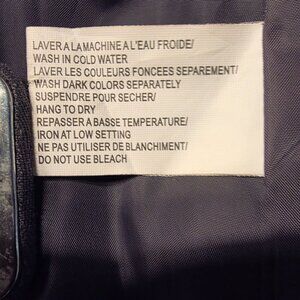 LAVER A LA MACHINE A L'EAU FROIDE/
WASH IN COLD WATER
LAVER LES COULEURS FONCEES SEPAREMENT/
WASH DARK COLORS SEPARATELY
SUSPENDRE POUR SECHER/
HANG TO DRY
REPASSER A BASSE TEMPERATURE/
IRON AT LOW SETTING
NE PAS UTILISER DE BLANCHIMENT/
DO NOT USE BLEACH